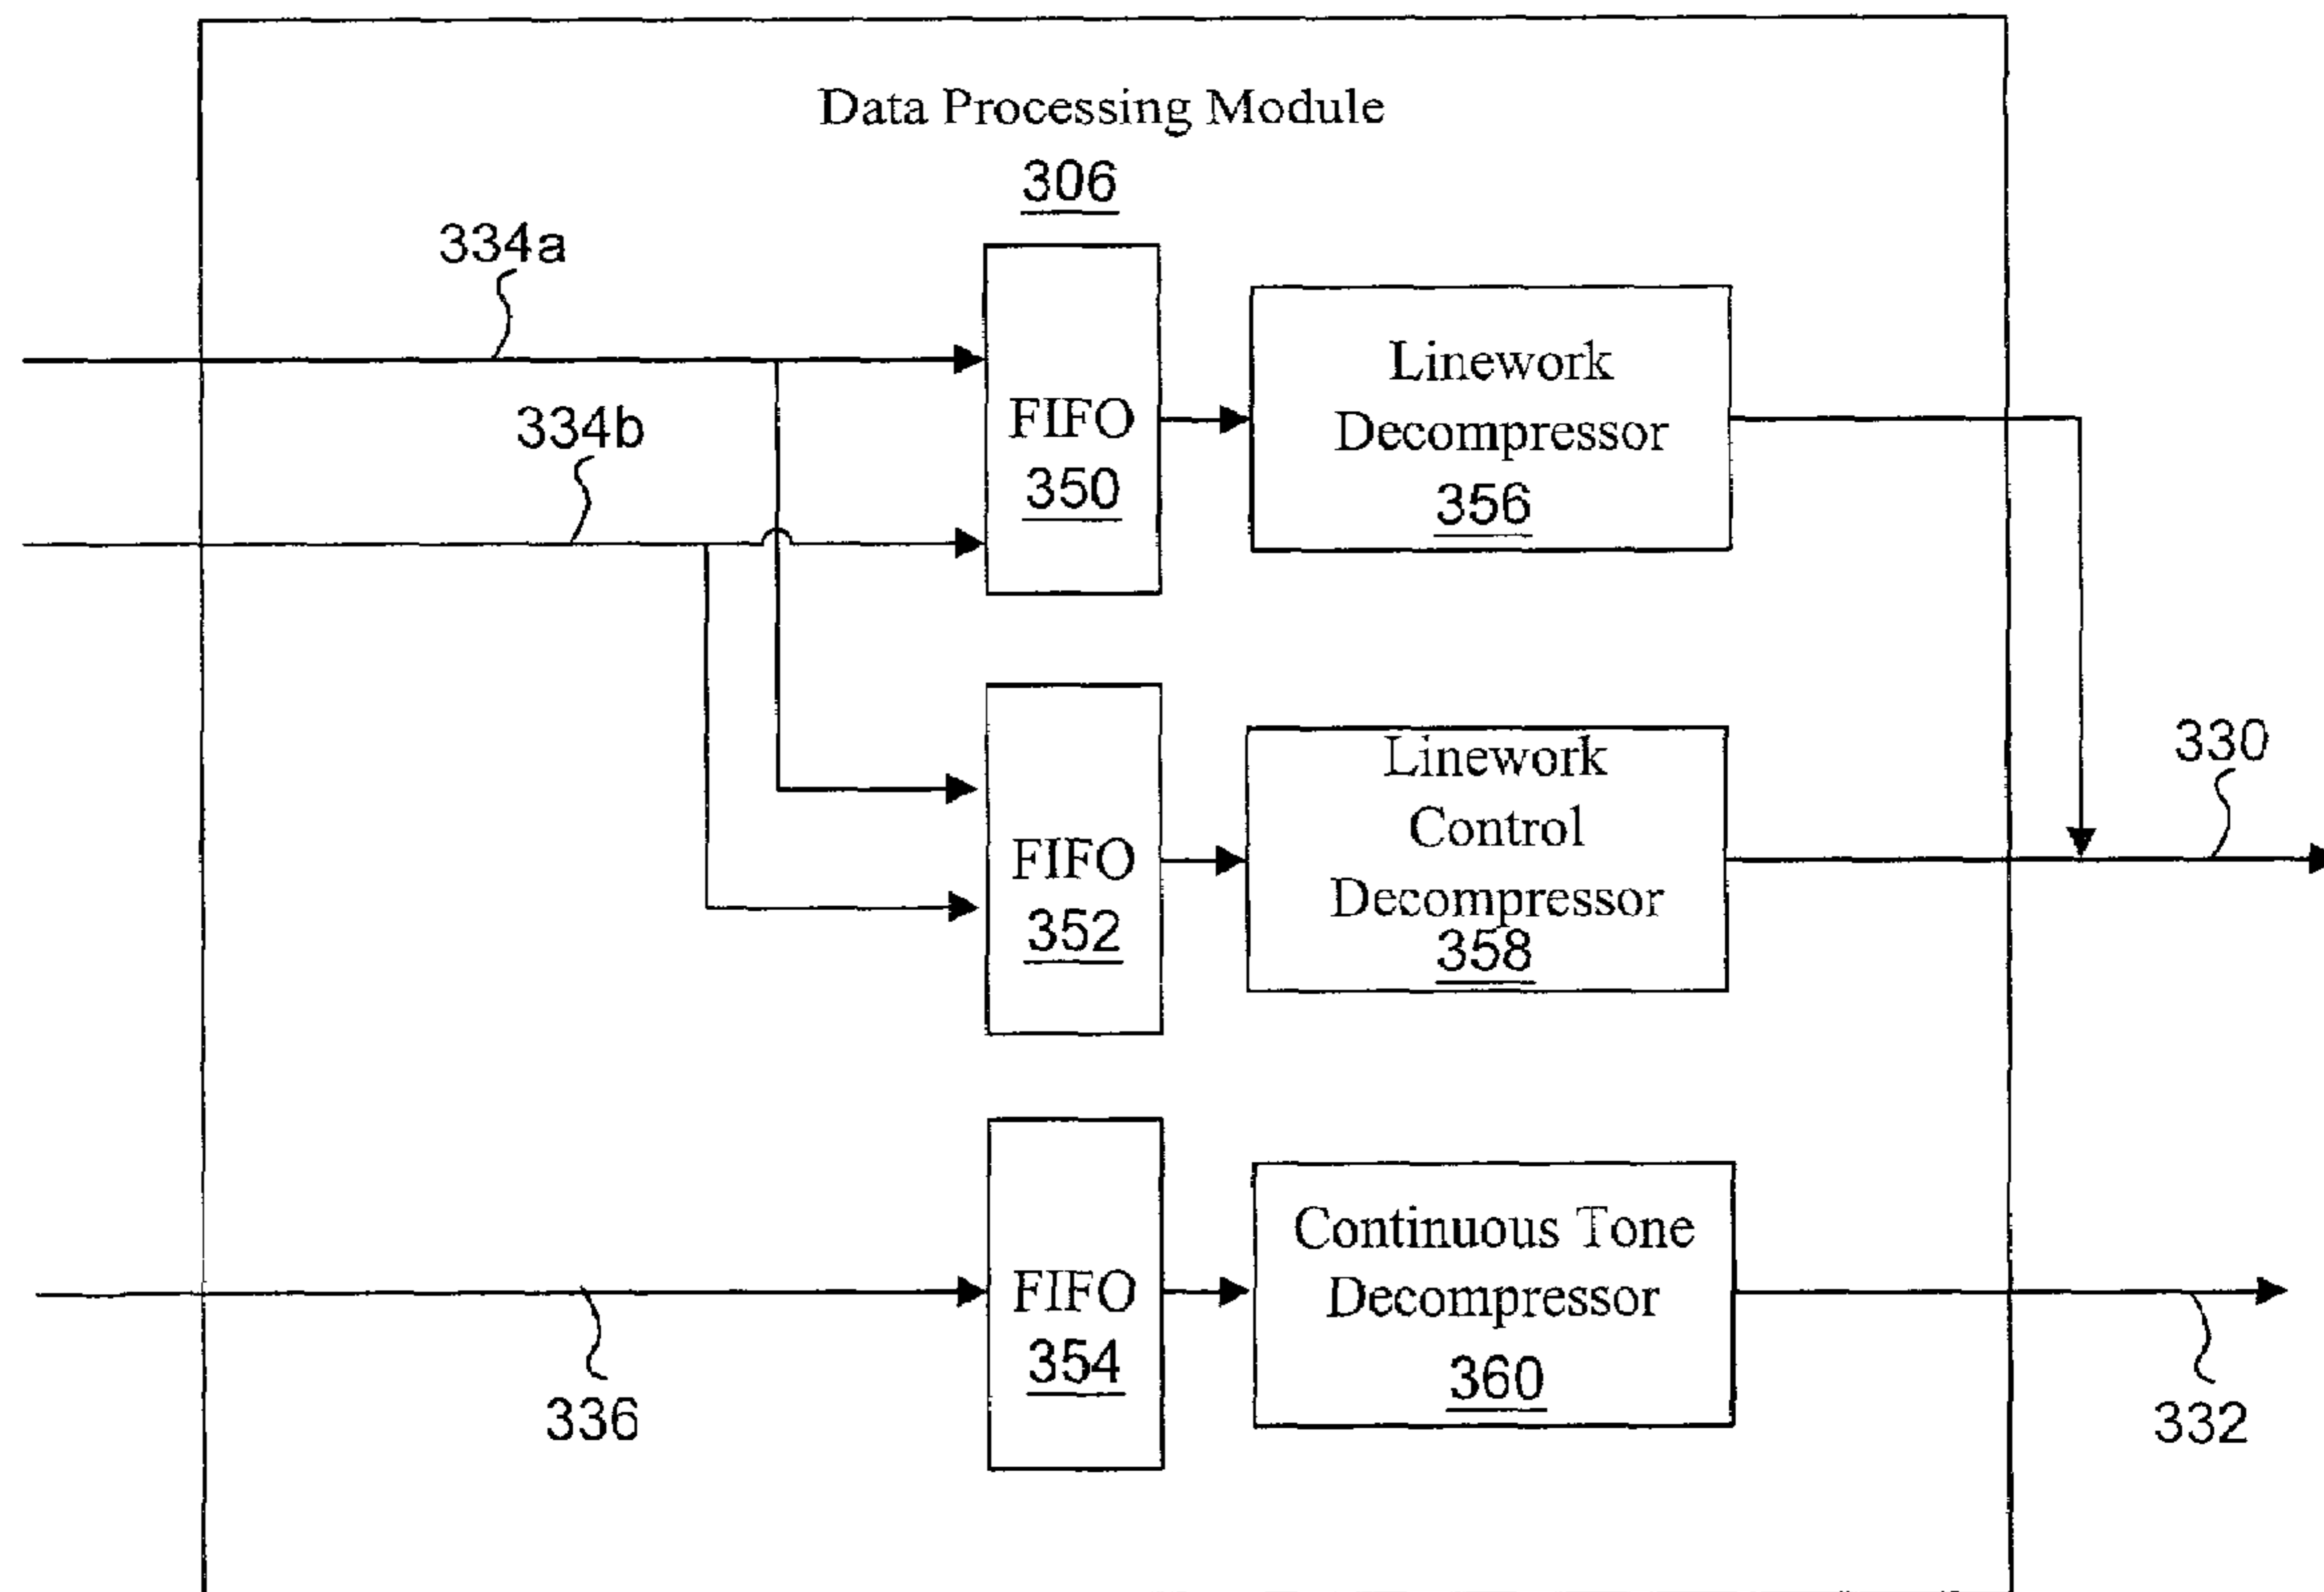 Data Processing Module
306
334a
334b
FIFO
350
Linework
Decompressor
356
FIFO
352
Linework
Control
Decompressor
358
330
FIFO
354
Continuous Tone
Decompressor
360
336
332